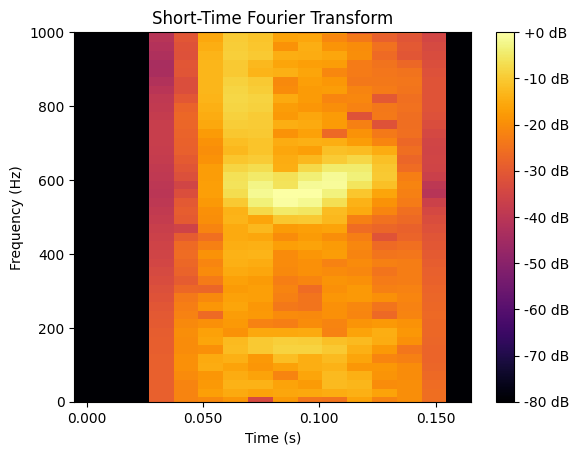 Short-Time Fourier Transform
1000
800
600
400
200
0
Frequency (Hz)
0.000
0.050
0.100
0.150
Time (s)
+0 dB
-10 dB
-20 dB
-30 dB
-40 dB
-50 dB
-60 dB
-70 dB
-80 dB